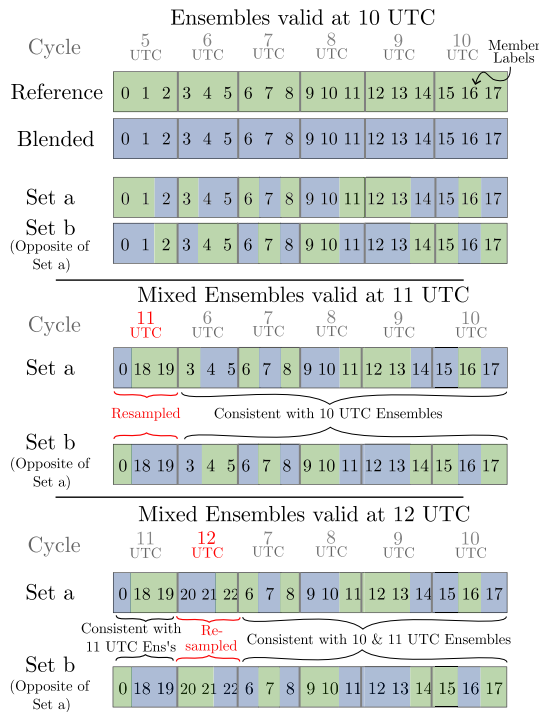 Ensembles valid at 10 UTC
Cycle
5 UTC
6 UTC
7 UTC
8 UTC
9 UTC
10 UTC
Member Labels
Reference
0 1 2 3 4 5 6 7 8 9 10 11 12 13 14 15 16 17
Blended
0 1 2 3 4 5 6 7 8 9 10 11 12 13 14 15 16 17
Set a
0 1 2 3 4 5 6 7 8 9 10 11 12 13 14 15 16 17
Set b
(Opposite of
Set a)
0 1 2 3 4 5 6 7 8 9 10 11 12 13 14 15 16 17
Mixed Ensembles valid at 11 UTC
Cycle
11 UTC
6 UTC
7 UTC
8 UTC
9 UTC
10 UTC
Set a
0 18 19 3 4 5 6 7 8 9 10 11 12 13 14 15 16 17
Resampled
Consistent with 10 UTC Ensembles
Set b
(Opposite of
Set a)
0 18 19 3 4 5 6 7 8 9 10 11 12 13 14 15 16 17
Mixed Ensembles valid at 12 UTC
Cycle
11 UTC
12 UTC
7 UTC
8 UTC
9 UTC
10 UTC
Set a
0 18 19 20 21 22 6 7 8 9 10 11 12 13 14 15 16 17
Consistent with
11 UTC Ens's
Re-
sampled
Consistent with 10 & 11 UTC Ensembles
Set b
(Opposite of
Set a)
0 18 19 20 21 22 6 7 8 9 10 11 12 13 14 15 16 17